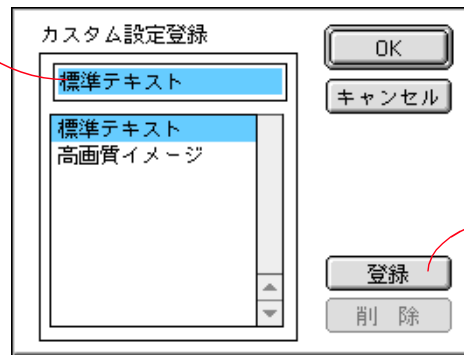 カスタム設定登録
標準テキスト
標準テキスト
高画質イメージ
OK
キャンセル
登録
削 除